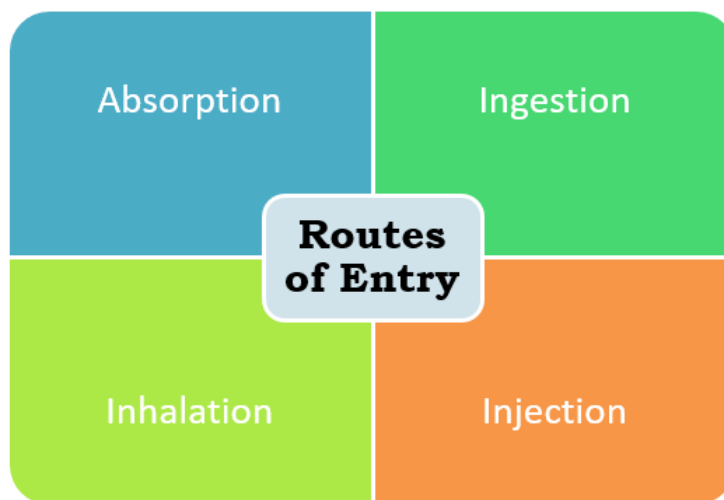 Absorption
Ingestion
Routes
of Entry
Inhalation
Injection